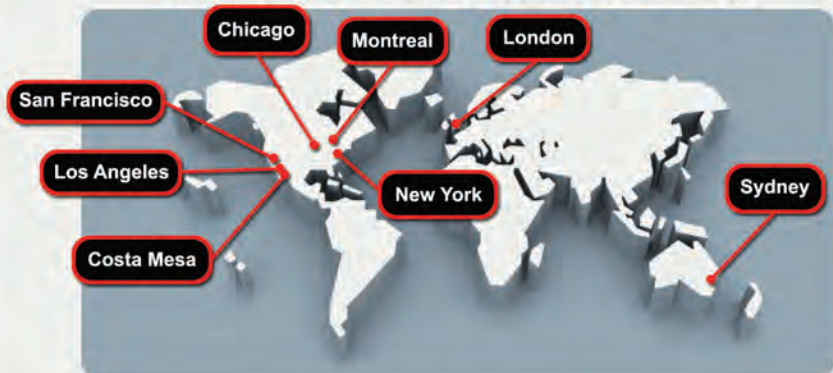 Chicago
Montreal
London
San Francisco
Los Angeles
New York
Sydney
Costa Mesa